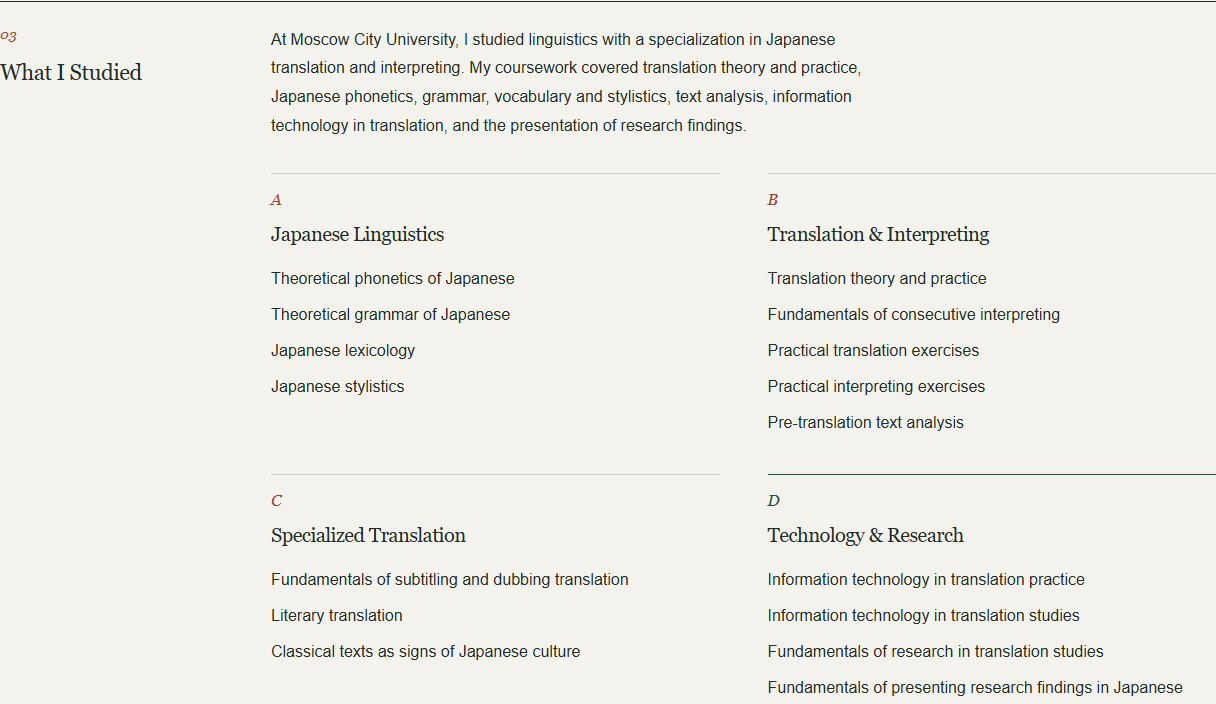 03
What I Studied
At Moscow City University, I studied linguistics with a specialization in Japanese
translation and interpreting. My coursework covered translation theory and practice,
Japanese phonetics, grammar, vocabulary and stylistics, text analysis, information
technology in translation, and the presentation of research findings.
A
Japanese Linguistics
Theoretical phonetics of Japanese
Theoretical grammar of Japanese
Japanese lexicology
Japanese stylistics
B
Translation & Interpreting
Translation theory and practice
Fundamentals of consecutive interpreting
Practical translation exercises
Practical interpreting exercises
Pre-translation text analysis
C
Specialized Translation
Fundamentals of subtitling and dubbing translation
Literary translation
Classical texts as signs of Japanese culture
D
Technology & Research
Information technology in translation practice
Information technology in translation studies
Fundamentals of research in translation studies
Fundamentals of presenting research findings in Japanese